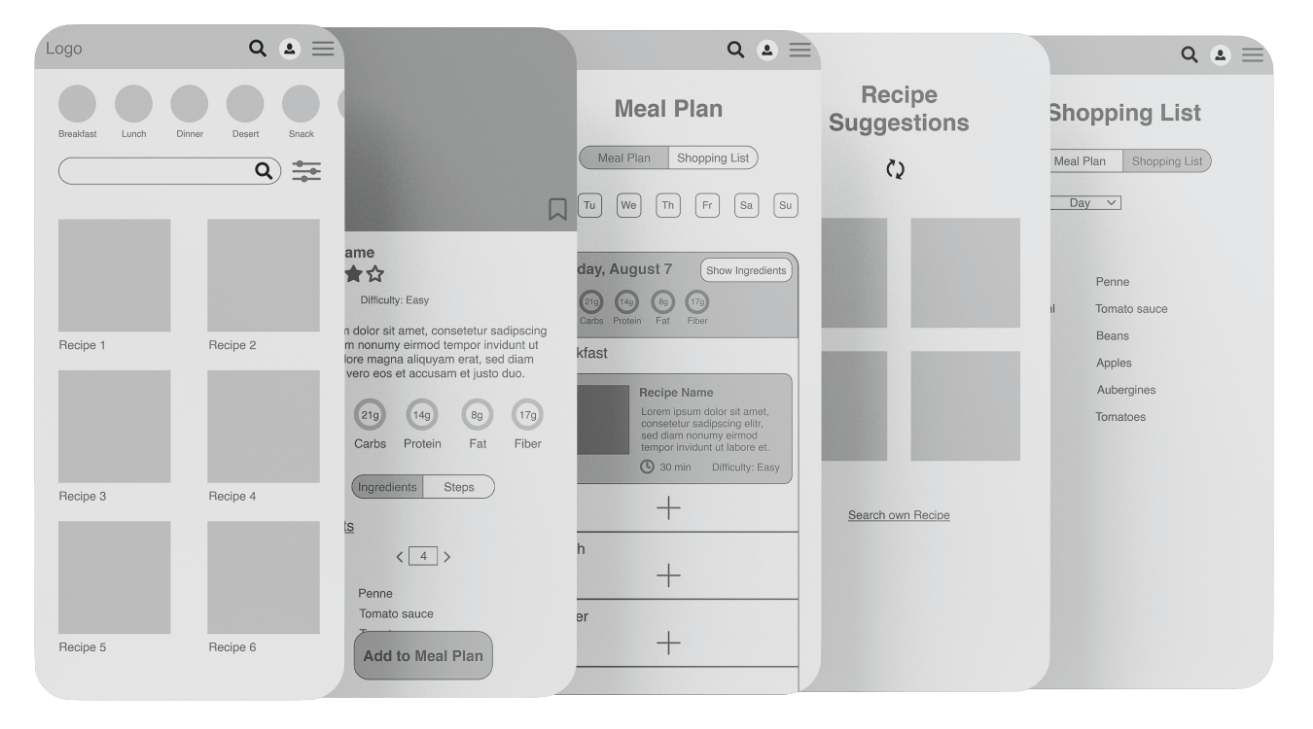 Logo
Breakfast
Lunch
Dinner
Desert
Snack
Recipe 1
Recipe 2
Recipe 3
Recipe 4
Recipe 5
Recipe 6
ame
Difficulty: Easy
n dolor sit amet, consetetur sadipscing
m nonumy eirmod tempor invidunt ut
lore magna aliquyam erat, sed diam
vero eos et accusam et justo duo.
21g
14g
8g
17g
Carbs
Protein
Fat
Fiber
Ingredients
Steps
ts
4
Penne
Tomato sauce
Add to Meal Plan
Meal Plan
Meal Plan
Shopping List
Tu
We
Th
Fr
Sa
Su
day, August 7
Show Ingredients
21g
14g
8g
17g
Carbs
Protein
Fat
Fiber
kfast
Recipe Name
Lorem ipsum dolor sit amet,
consetetur sadipscing elitr,
sed diam nonumy eirmod
tempor invidunt ut labore et.
30 min
Difficulty: Easy
h
er
Recipe
Suggestions
Search own Recipe
Shopping List
Meal Plan
Shopping List
Day
Penne
Tomato sauce
Beans
Apples
Aubergines
Tomatoes